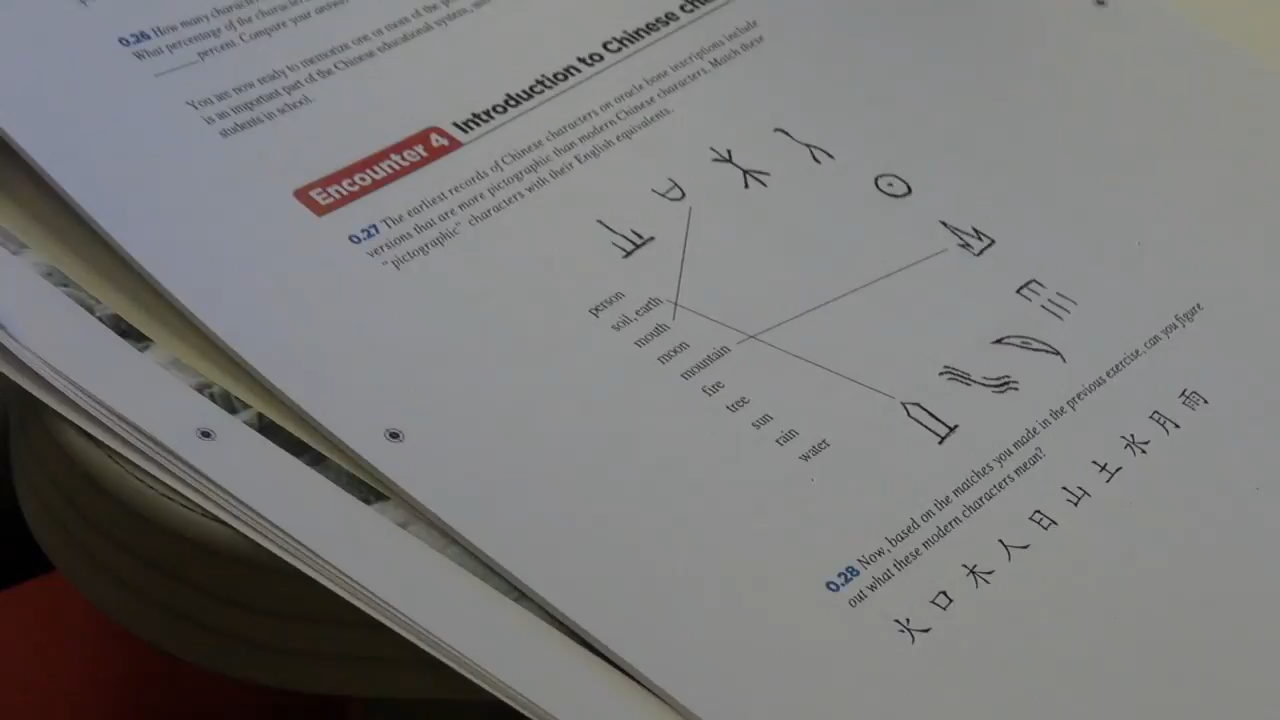 0.26 How many
What percentage of the
percent. Compare your
You are now ready to memorize one or more of the
is an important part of the Chinese educational system,
students in school.
Encounter 4 Introduction to Chinese
0.27 The earliest records of Chinese characters on oracle bone inscriptions include
versions that are more pictographic than modern Chinese characters. Match these
"pictographic" characters with their English equivalents.
person
soil, earth
mouth
moon
mountain
fire
tree
sun
rain
water
0.28 Now, based on the matches you made in the previous exercise, can you figure
out what these modern characters mean?
火 口 木 人 日 山 土 水 月 雨